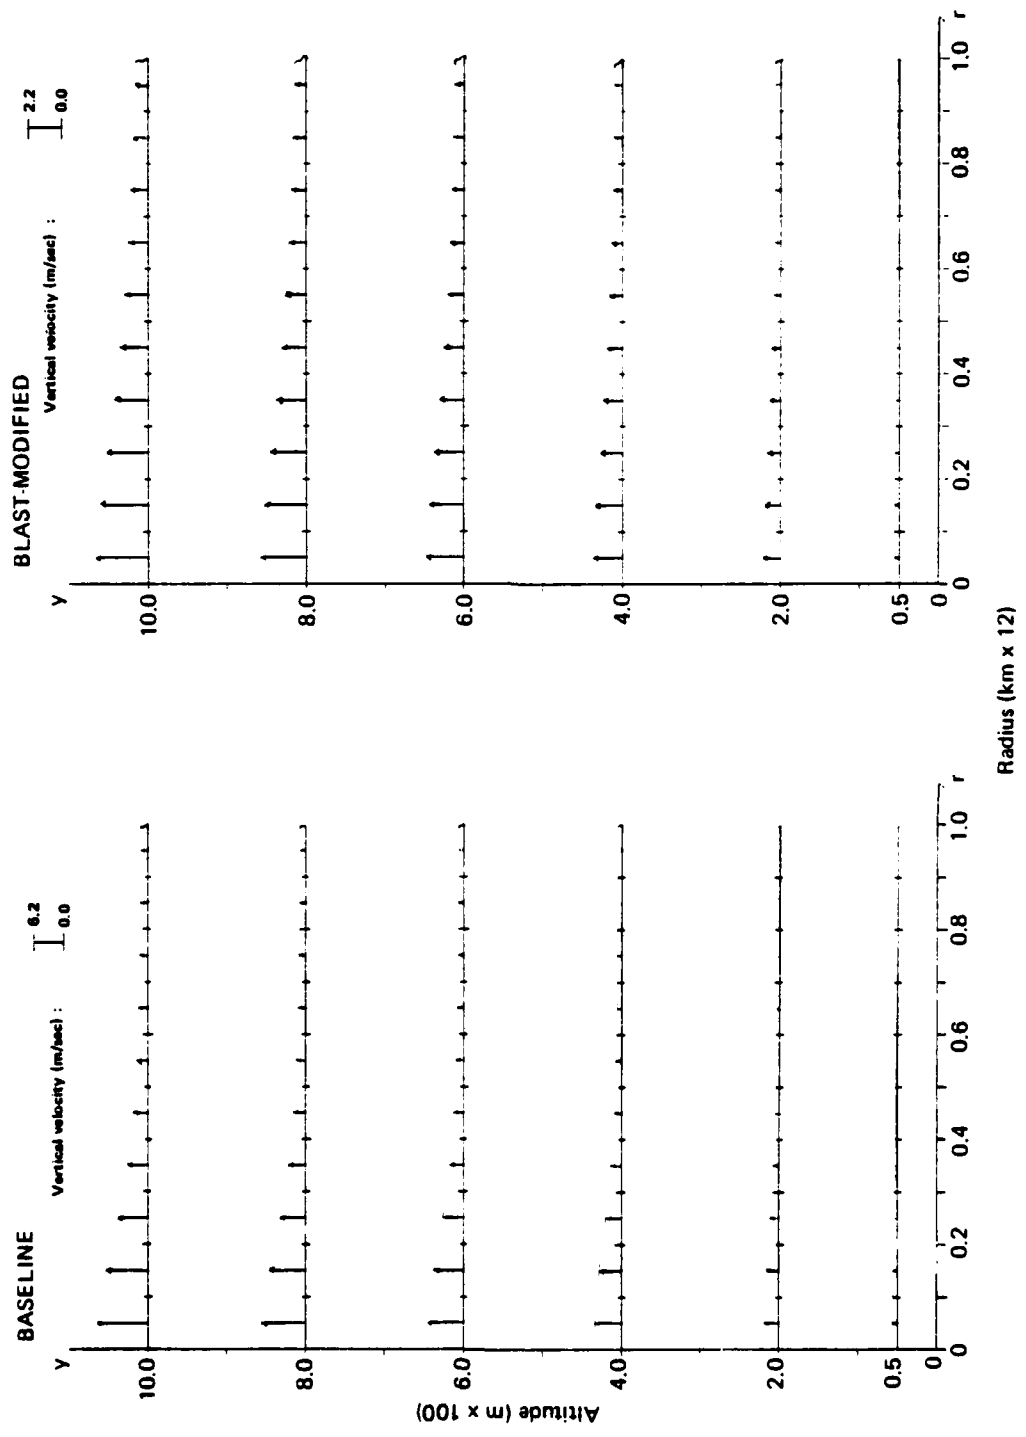 BASELINE
Vertical velocity (m/sec) :
6.2
0.0
y
10.0
8.0
6.0
4.0
2.0
0.5
0
Altitude (m x 100)
0 0.2 0.4 0.6 0.8 1.0 r
BLAST-MODIFIED
Vertical velocity (m/sec) :
2.2
0.0
y
10.0
8.0
6.0
4.0
2.0
0.5
0
0 0.2 0.4 0.6 0.8 1.0 r
Radius (km x 12)